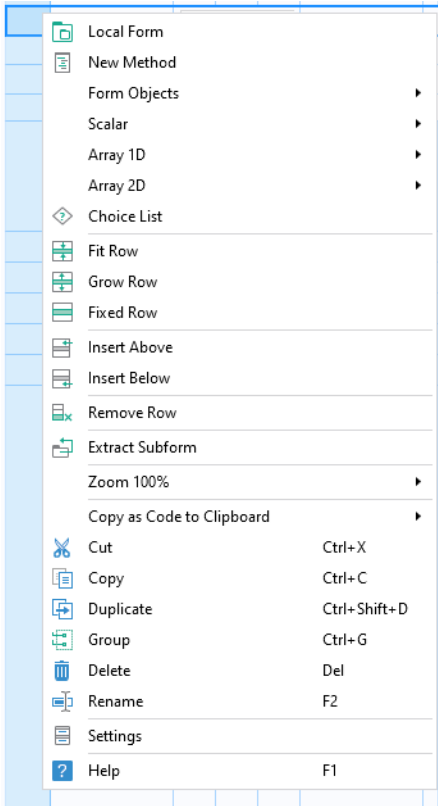 Local Form
New Method
Form Objects
Scalar
Array 1D
Array 2D
Choice List
Fit Row
Grow Row
Fixed Row
Insert Above
Insert Below
Remove Row
Extract Subform
Zoom 100%
Copy as Code to Clipboard
Cut Ctrl+X
Copy Ctrl+C
Duplicate Ctrl+Shift+D
Group Ctrl+G
Delete Del
Rename F2
Settings
Help F1